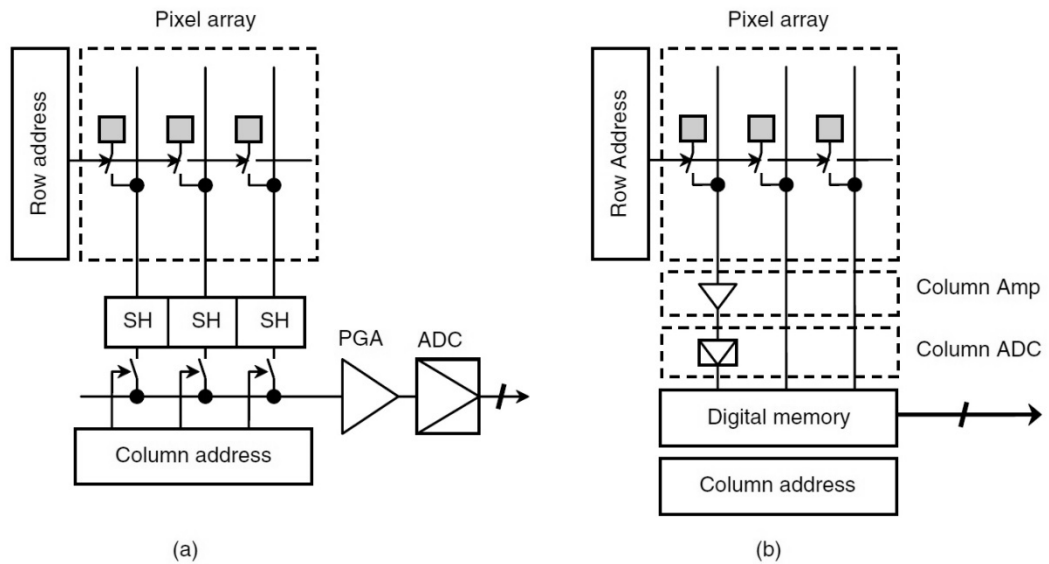 Pixel array
Row address
SH SH SH
PGA ADC
Column address
(a)
Pixel array
Row Address
Column Amp
Column ADC
Digital memory
Column address
(b)